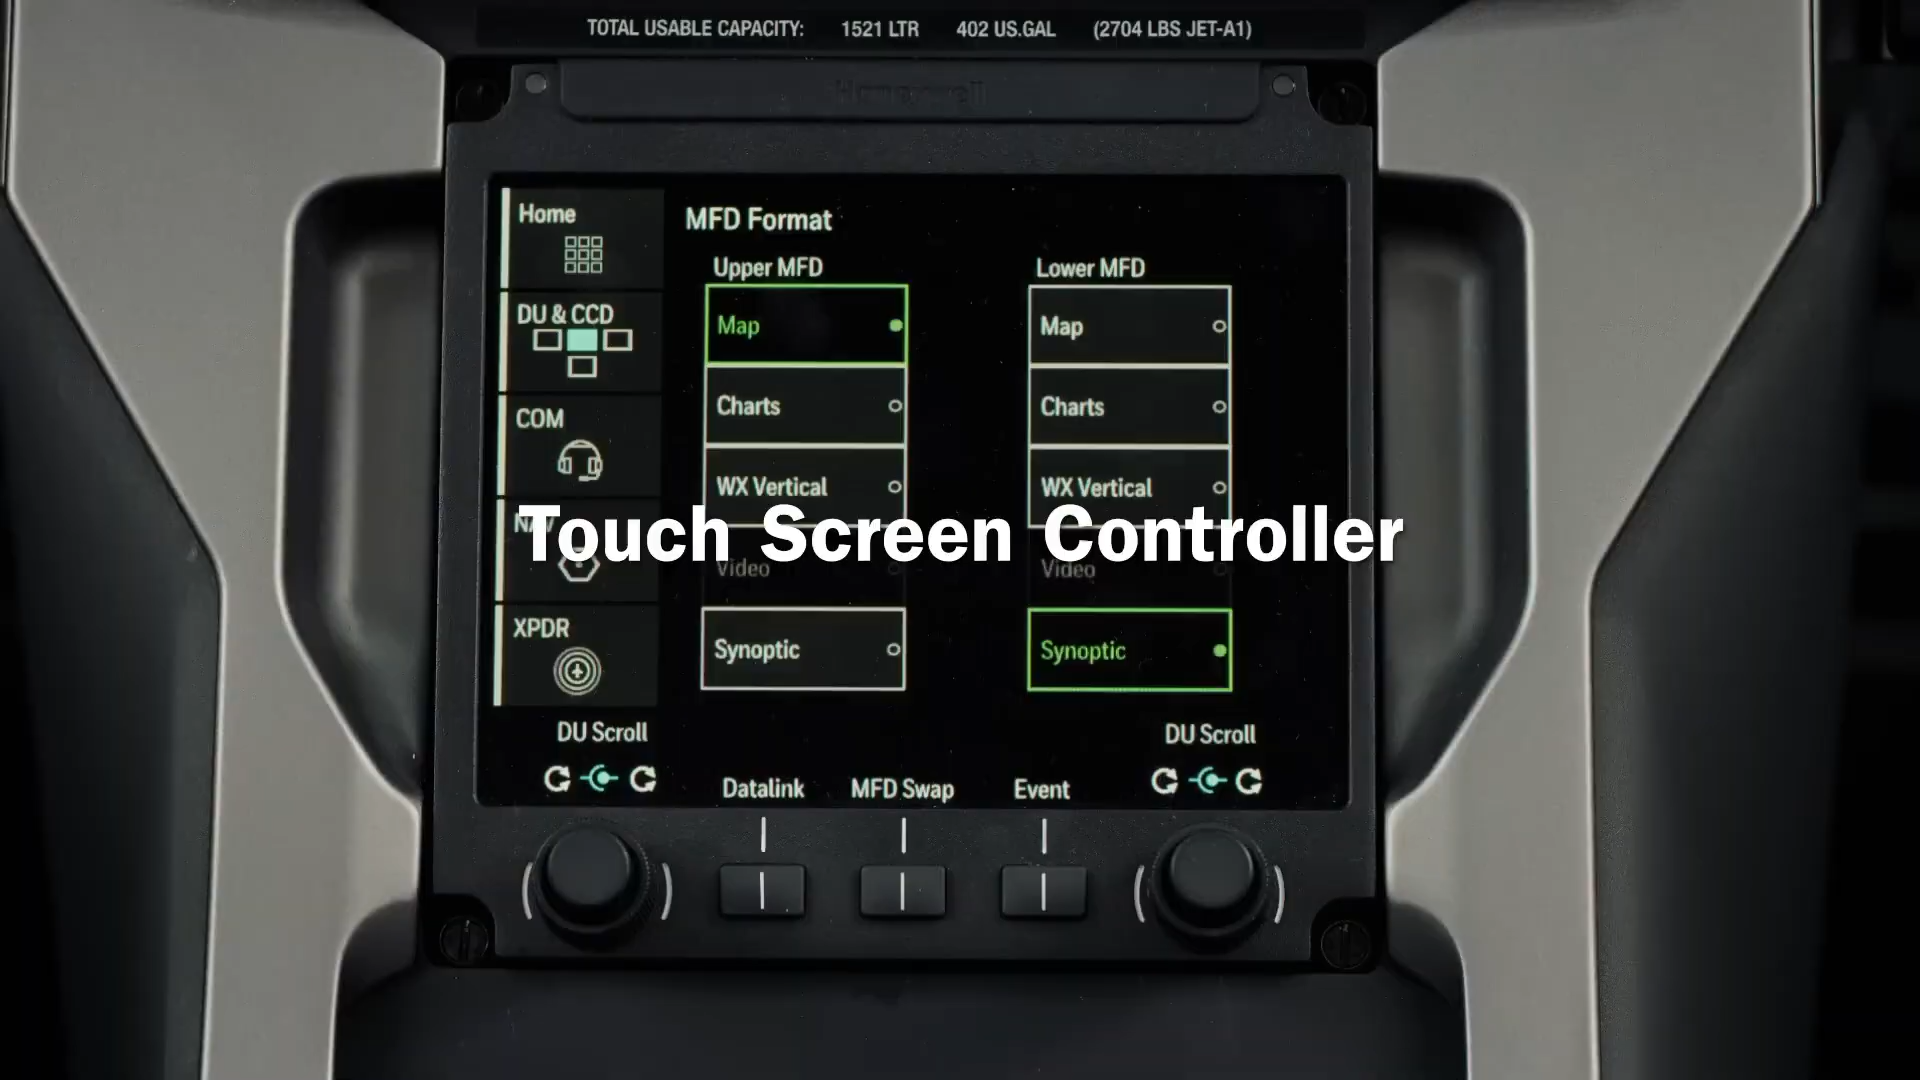 TOTAL USABLE CAPACITY: 1521 LTR 402 US.GAL (2704 LBS JET-A1)
Honeywell
Home
MFD Format
Upper MFD
Lower MFD
DU & CCD
Map
Map
Charts
Charts
COM
WX Vertical
WX Vertical
NAV
Touch Screen Controller
Video
Video
XPDR
Synoptic
Synoptic
DU Scroll
DU Scroll
Datalink
MFD Swap
Event